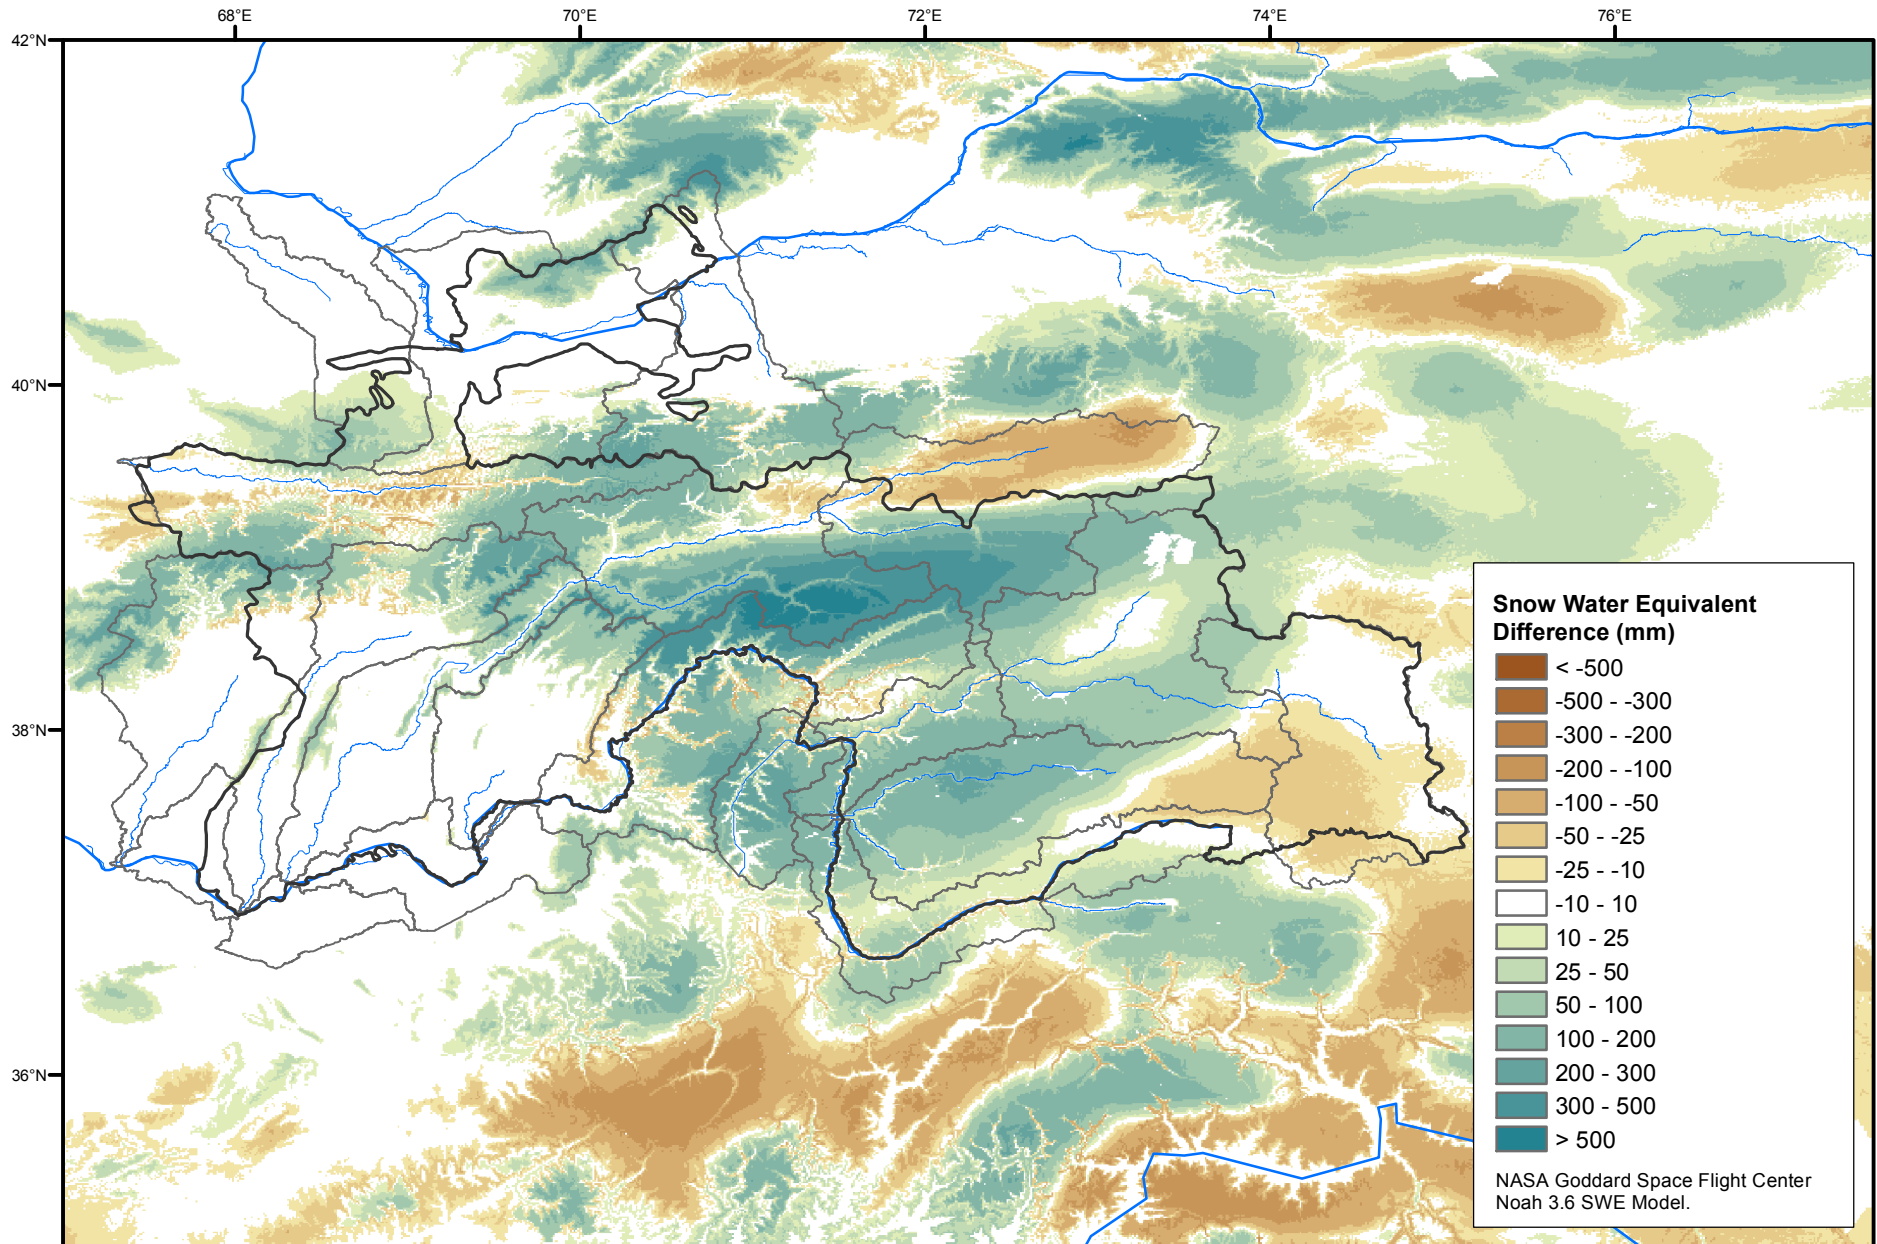 68°E
70°E
72°E
74°E
76°E
42°N
40°N
38°N
36°N
Snow Water Equivalent
Difference (mm)
< -500
-500 - -300
-300 - -200
-200 - -100
-100 - -50
-50 - -25
-25 - -10
-10 - 10
10 - 25
25 - 50
50 - 100
100 - 200
200 - 300
300 - 500
> 500
NASA Goddard Space Flight Center
Noah 3.6 SWE Model.